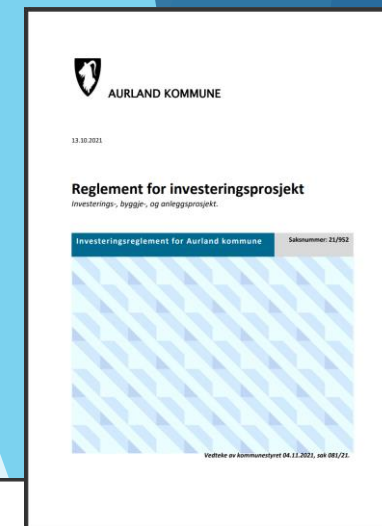 AURLAND KOMMUNE
13.10.2021
Reglement for investeringsprosjekt
Investerings-, byggje-, og anleggsprosjekt.
Investeringsreglement for Aurland kommune
Saksnummer: 21/952
Vedteke av kommunestyret 04.11.2021, sak 081/21.